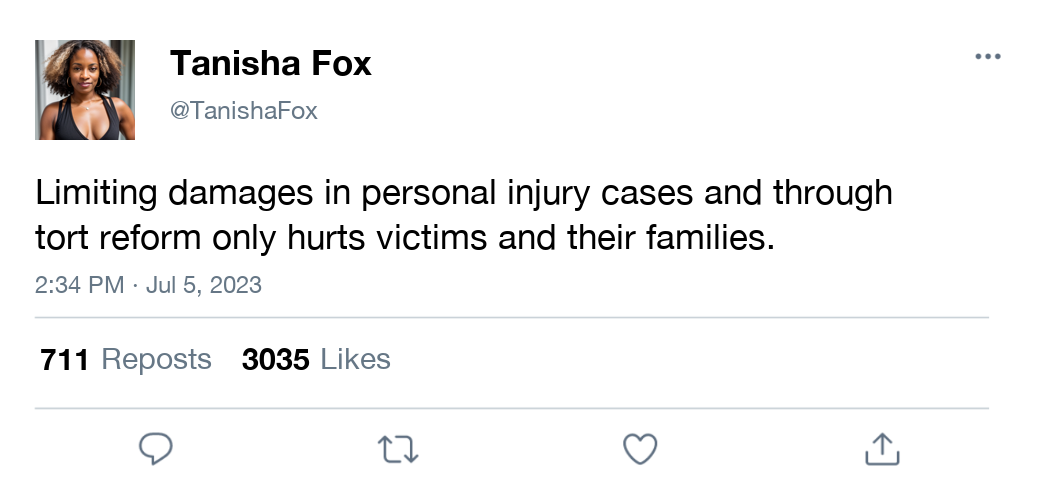 Tanisha Fox
@TanishaFox
Limiting damages in personal injury cases and through
tort reform only hurts victims and their families.
2:34 PM · Jul 5, 2023
711 Reposts 3035 Likes